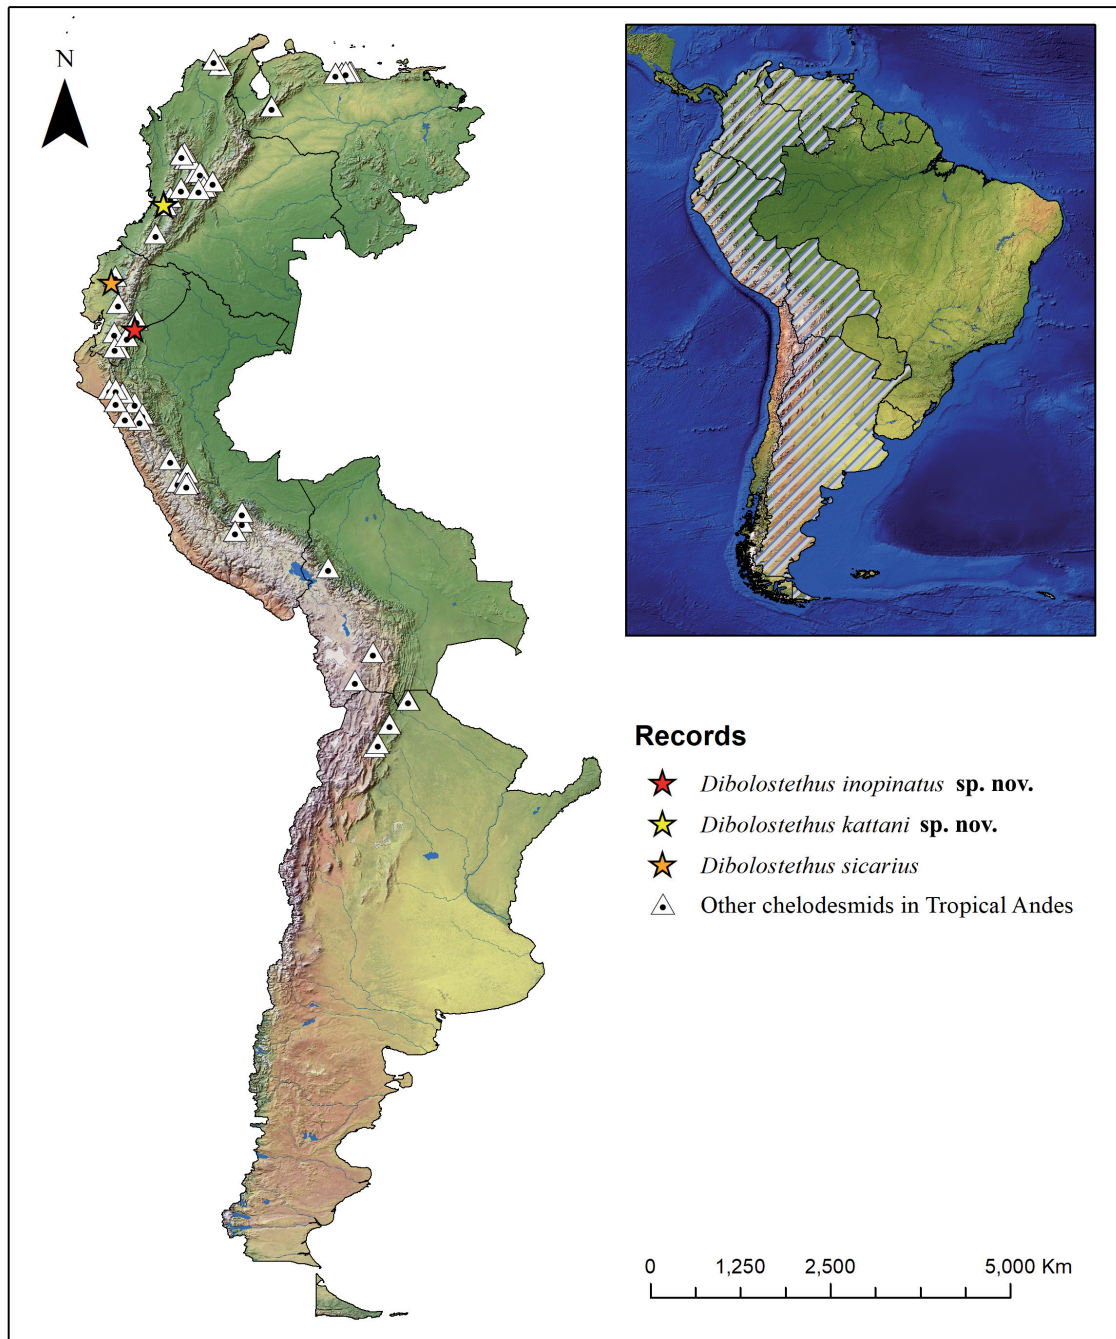 N
Records
Dibolostethus inopinatus sp. nov.
Dibolostethus kattani sp. nov.
Dibolostethus sicarius
Other chelodesmids in Tropical Andes
0 1,250 2,500 5,000 Km